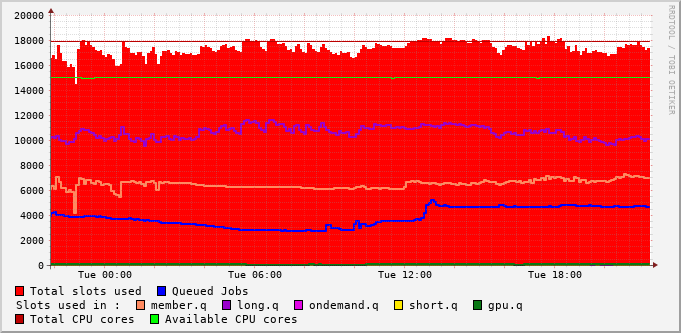 20000
18000
16000
14000
12000
10000
8000
6000
4000
2000
0
Tue 00:00 Tue 06:00 Tue 12:00 Tue 18:00
Total slots used Queued Jobs
Slots used in : member.q long.q ondemand.q short.q gpu.q
Total CPU cores Available CPU cores
RRDTOOL / TOBI OETIKER